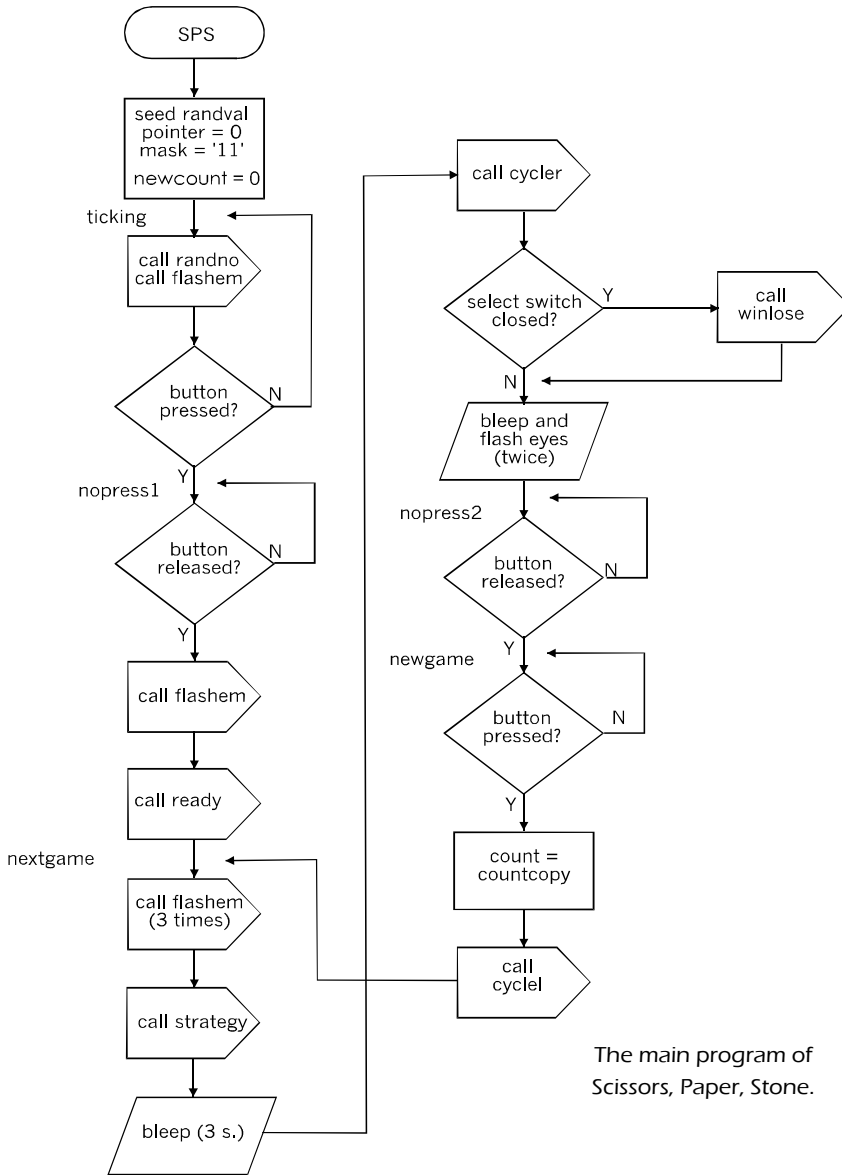 SPS
seed randval
pointer = 0
mask = '11'
newcount = 0
ticking
call randno
call flashem
button
pressed?
N
Y
nopress1
button
released?
N
Y
call flashem
call ready
nextgame
call flashem
(3 times)
call strategy
bleep (3 s.)
call cycler
select switch
closed?
Y
call
winlose
N
bleep and
flash eyes
(twice)
nopress2
button
released?
N
Y
newgame
button
pressed?
N
Y
count =
countcopy
call
cyclel
The main program of
Scissors, Paper, Stone.